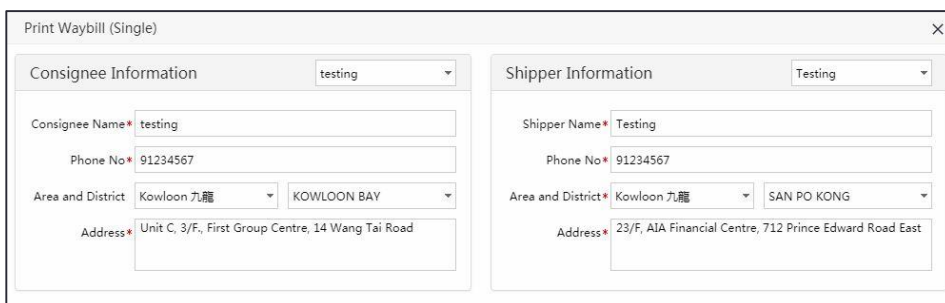 Print Waybill (Single)
Consignee Information testing
Consignee Name* testing
Phone No* 91234567
Area and District Kowloon 九龍 KOWLOON BAY
Address* Unit C, 3/F., First Group Centre, 14 Wang Tai Road
Shipper Information Testing
Shipper Name* Testing
Phone No* 91234567
Area and District* Kowloon 九龍 SAN PO KONG
Address* 23/F, AIA Financial Centre, 712 Prince Edward Road East